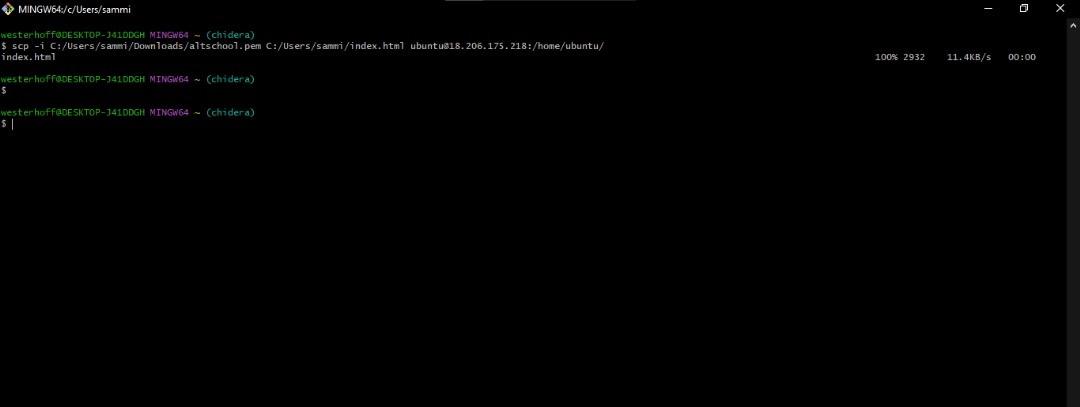 MINGW64:/c/Users/sammi
westerhoff@DESKTOP-J41DDGH MINGW64 ~ (chidera)
$ scp -i C:/Users/sammi/Downloads/altschool.pem C:/Users/sammi/index.html ubuntu@18.206.175.218:/home/ubuntu/
index.html 100% 2932 11.4KB/s 00:00
westerhoff@DESKTOP-J41DDGH MINGW64 ~ (chidera)
$
westerhoff@DESKTOP-J41DDGH MINGW64 ~ (chidera)
$